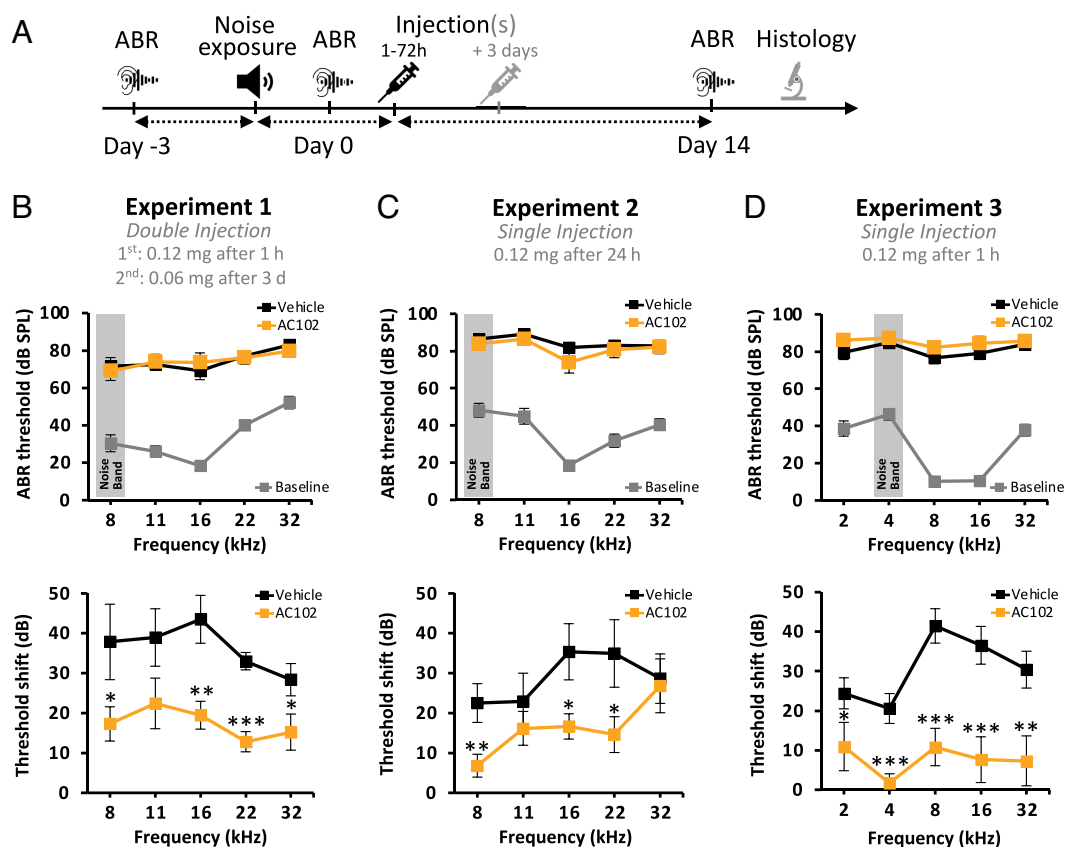 A
ABR
Noise exposure
ABR
Injection(s)
1-72h
+ 3 days
ABR
Histology
Day -3
Day 0
Day 14
B
Experiment 1
Double Injection
1st: 0.12 mg after 1 h
2nd: 0.06 mg after 3 d
ABR threshold (dB SPL)
100
80
60
40
20
0
Vehicle
AC102
Noise Band
Baseline
8 11 16 22 32
Frequency (kHz)
Threshold shift (dB)
50
40
30
20
10
0
Vehicle
AC102
* ** *** *
8 11 16 22 32
Frequency (kHz)
C
Experiment 2
Single Injection
0.12 mg after 24 h
ABR threshold (dB SPL)
100
80
60
40
20
0
Vehicle
AC102
Noise Band
Baseline
8 11 16 22 32
Frequency (kHz)
Threshold shift (dB)
50
40
30
20
10
0
Vehicle
AC102
** * *
8 11 16 22 32
Frequency (kHz)
D
Experiment 3
Single Injection
0.12 mg after 1 h
ABR threshold (dB SPL)
100
80
60
40
20
0
Vehicle
AC102
Noise Band
Baseline
2 4 8 16 32
Frequency (kHz)
Threshold shift (dB)
50
40
30
20
10
0
Vehicle
AC102
* *** *** *** **
2 4 8 16 32
Frequency (kHz)